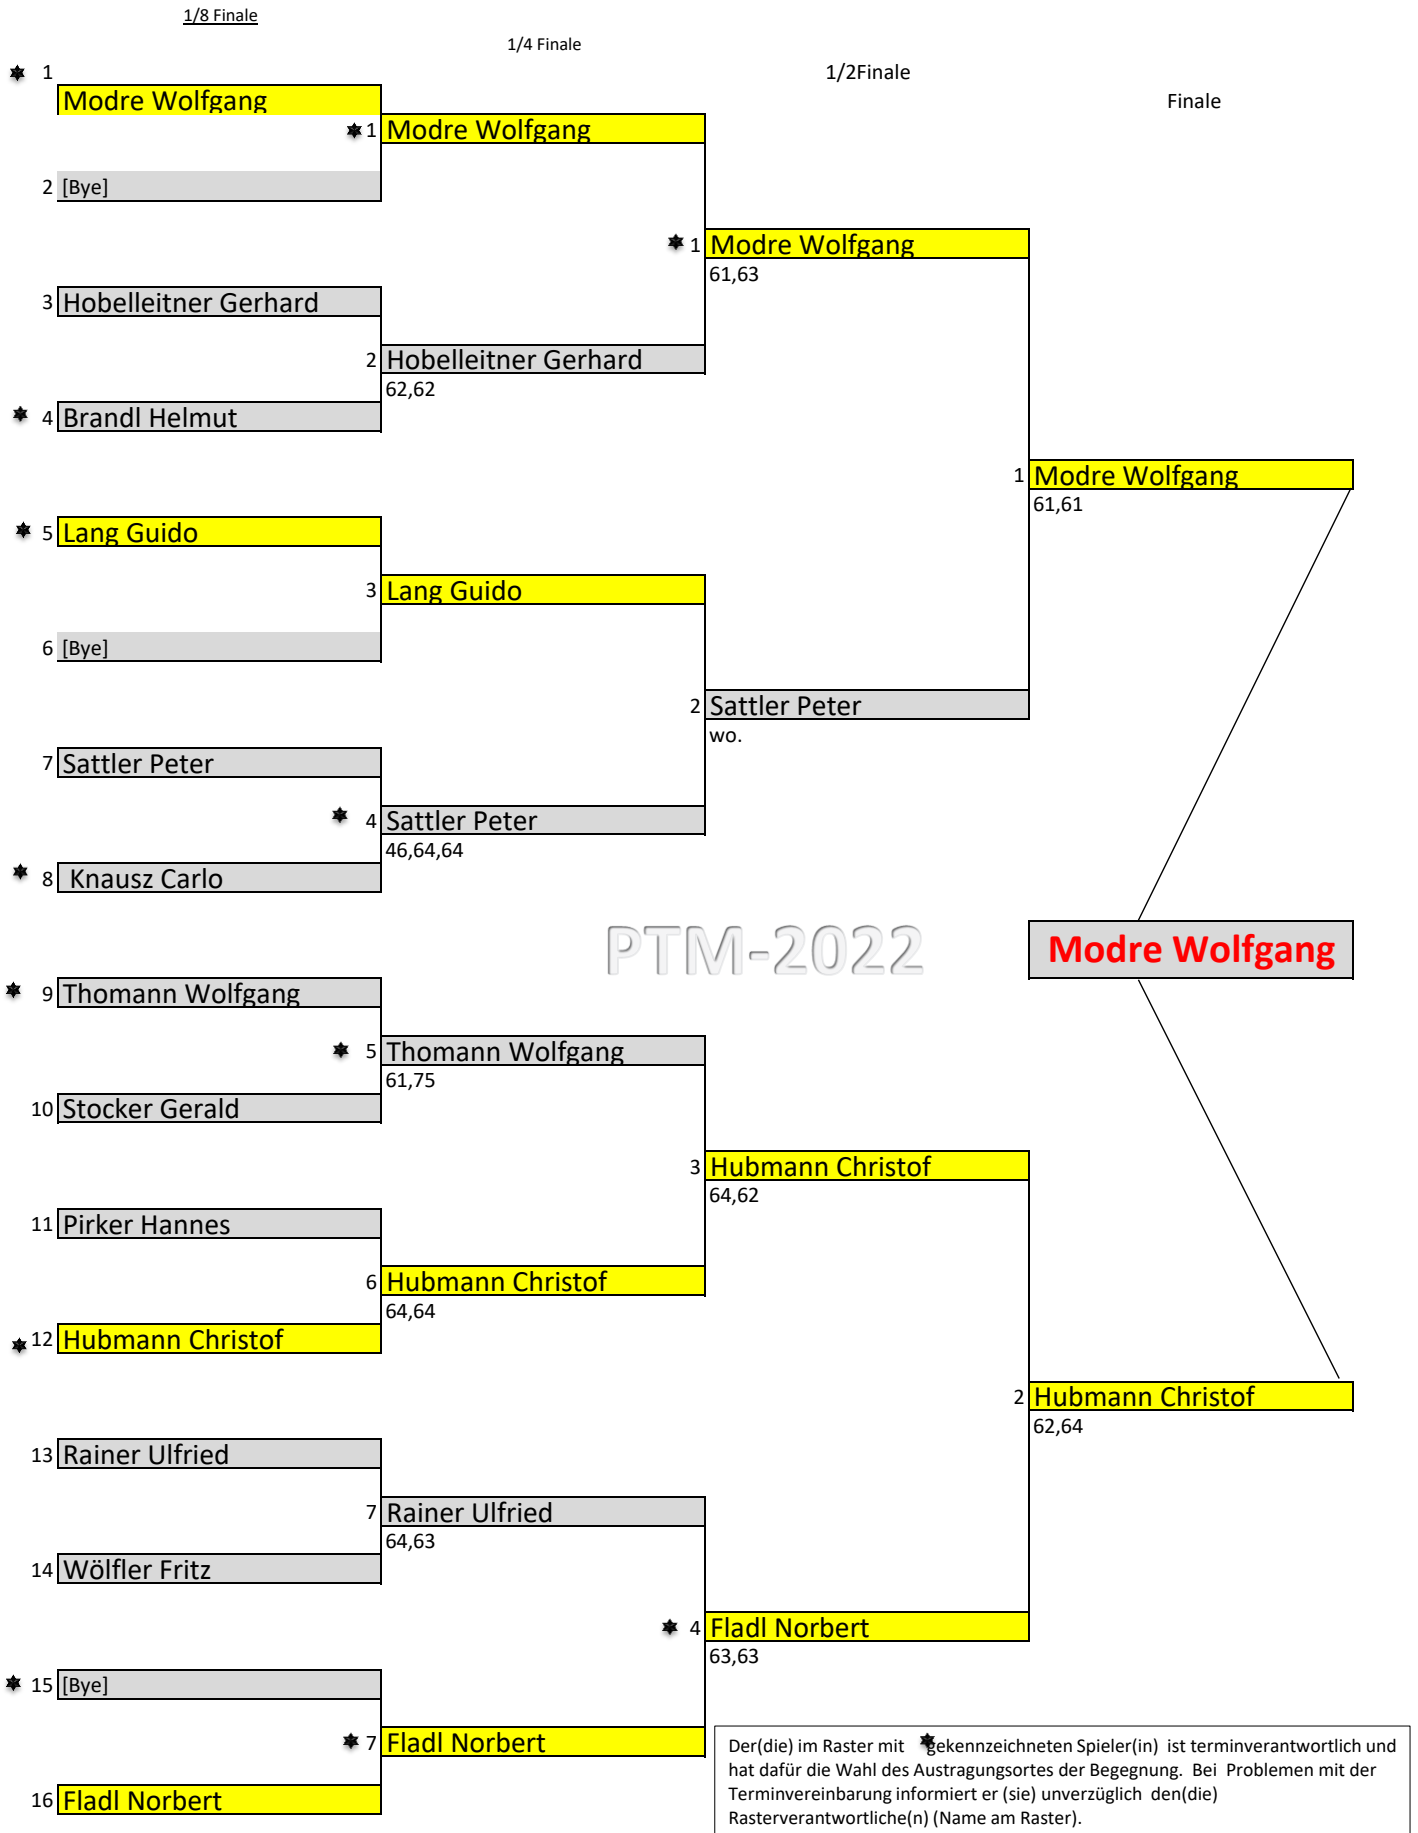 1/8 Finale
1/4 Finale
1/2Finale
Finale
1
Modre Wolfgang
1 Modre Wolfgang
2 [Bye]
1 Modre Wolfgang
61,63
3 Hobelleitner Gerhard
2 Hobelleitner Gerhard
62,62
4 Brandl Helmut
1 Modre Wolfgang
61,61
5 Lang Guido
3 Lang Guido
6 [Bye]
2 Sattler Peter
wo.
7 Sattler Peter
4 Sattler Peter
46,64,64
8 Knausz Carlo
PTM-2022
Modre Wolfgang
9 Thomann Wolfgang
5 Thomann Wolfgang
61,75
10 Stocker Gerald
3 Hubmann Christof
64,62
11 Pirker Hannes
6 Hubmann Christof
64,64
12 Hubmann Christof
2 Hubmann Christof
62,64
13 Rainer Ulfried
7 Rainer Ulfried
64,63
14 Wölfler Fritz
4 Fladl Norbert
63,63
15 [Bye]
7 Fladl Norbert
16 Fladl Norbert
Der(die) im Raster mit gekennzeichneten Spieler(in) ist terminverantwortlich und
hat dafür die Wahl des Austragungsortes der Begegnung. Bei Problemen mit der
Terminvereinbarung informiert er (sie) unverzüglich den(die)
Rasterverantwortliche(n) (Name am Raster).